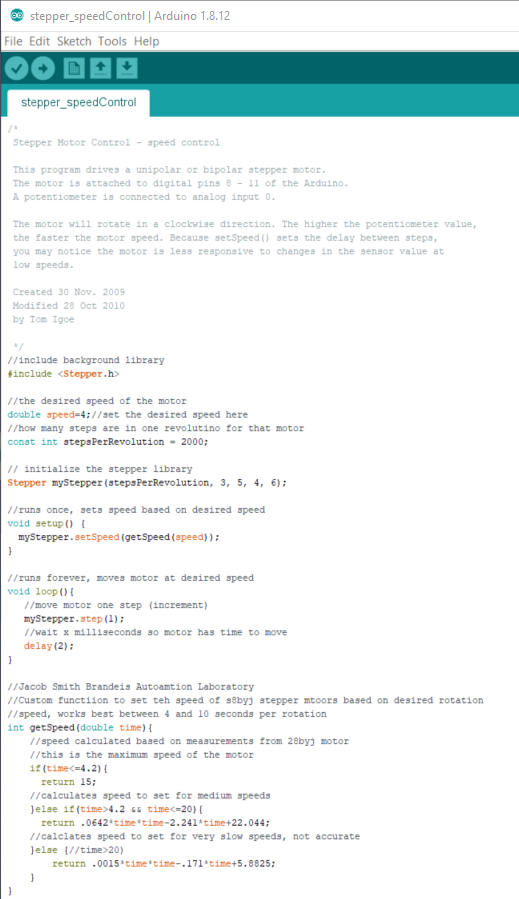 stepper_speedControl | Arduino 1.8.12
File Edit Sketch Tools Help
stepper_speedControl
/*
 Stepper Motor Control - speed control

 This program drives a unipolar or bipolar stepper motor.
 The motor is attached to digital pins 8 - 11 of the Arduino.
 A potentiometer is connected to analog input 0.

 The motor will rotate in a clockwise direction. The higher the potentiometer value,
 the faster the motor speed. Because setSpeed() sets the delay between steps,
 you may notice the motor is less responsive to changes in the sensor value at
 low speeds.

 Created 30 Nov. 2009
 Modified 28 Oct 2010
 by Tom Igoe

 */
//include background library
#include <Stepper.h>

//the desired speed of the motor
double speed=4;//set the desired speed here
//how many steps are in one revolutino for that motor
const int stepsPerRevolution = 2000;

// initialize the stepper library
Stepper myStepper(stepsPerRevolution, 3, 5, 4, 6);

//runs once, sets speed based on desired speed
void setup() {
  myStepper.setSpeed(getSpeed(speed));
}

//runs forever, moves motor at desired speed
void loop(){
   //move motor one step (increment)
   myStepper.step(1);
   //wait x milliseconds so motor has time to move
   delay(2);
}

//Jacob Smith Brandeis Autoamtion Laboratory
//Custom functiion to set teh speed of s8byj stepper mtoors based on desired rotation
//speed, works best between 4 and 10 seconds per rotation
int getSpeed(double time){
    //speed calculated based on measurements from 28byj motor
    //this is the maximum speed of the motor
    if(time<=4.2){
      return 15;
    //calculates speed to set for medium speeds
    }else if(time>4.2 && time<=20){
      return .0642*time*time-2.241*time+22.044;
    //calclates speed to set for very slow speeds, not accurate
    }else {//time>20)
        return .0015*time*time-.171*time+5.8825;
    }
}